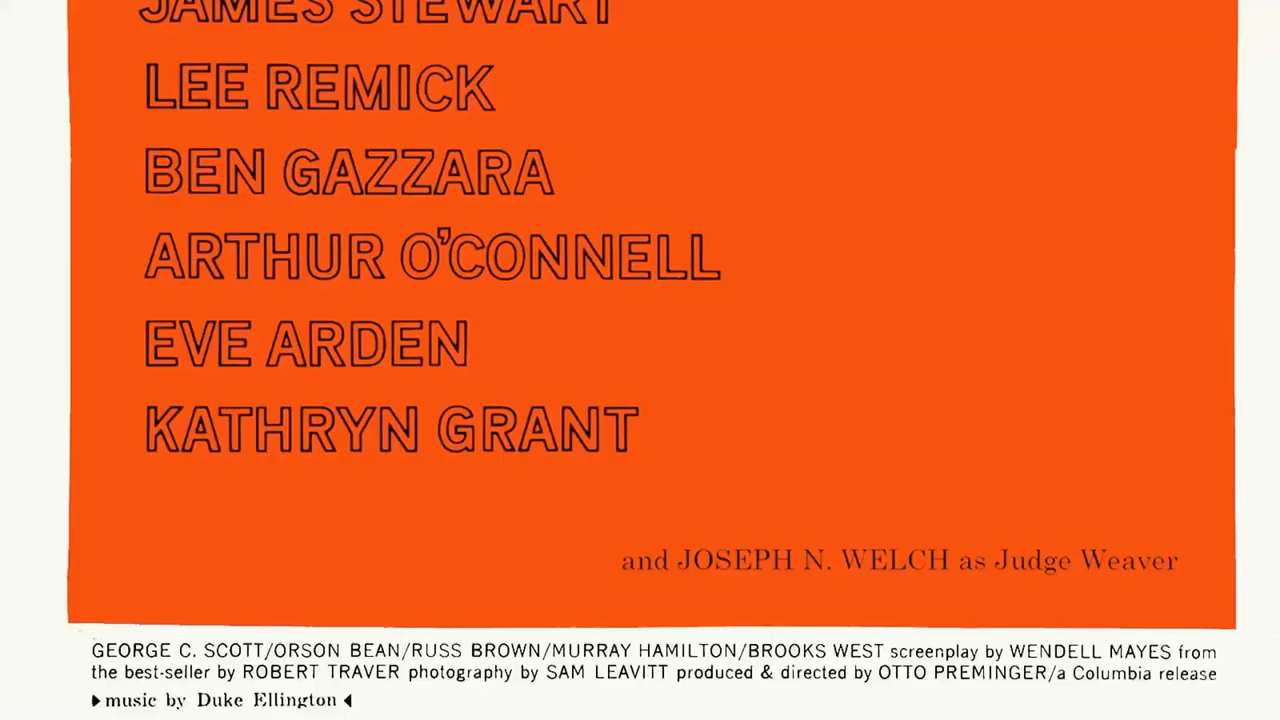 JAMES STEWART
LEE REMICK
BEN GAZZARA
ARTHUR O'CONNELL
EVE ARDEN
KATHRYN GRANT
and JOSEPH N. WELCH as Judge Weaver
GEORGE C. SCOTT/ORSON BEAN/RUSS BROWN/MURRAY HAMILTON/BROOKS WEST screenplay by WENDELL MAYES from
the best-seller by ROBERT TRAVER photography by SAM LEAVITT produced & directed by OTTO PREMINGER/a Columbia release
music by Duke Ellington